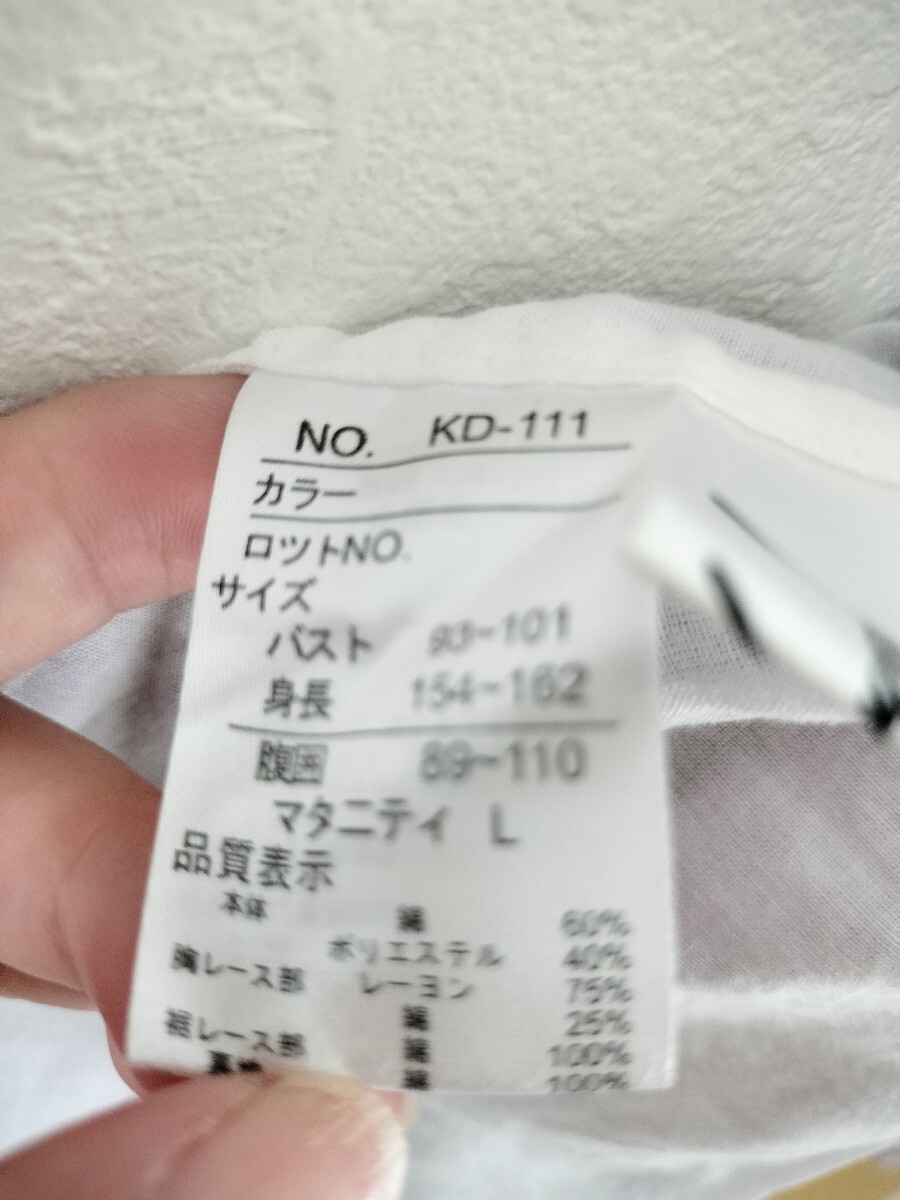 NO. KD-111
カラー
ロットNO.
サイズ
バスト 93-101
身長 154-162
腹囲 89-110
マタニティ L
品質表示
本体 綿 60%
ポリエステル 40%
胸レース部 レーヨン 75%
綿 25%
裾レース部 綿 100%
綿 100%